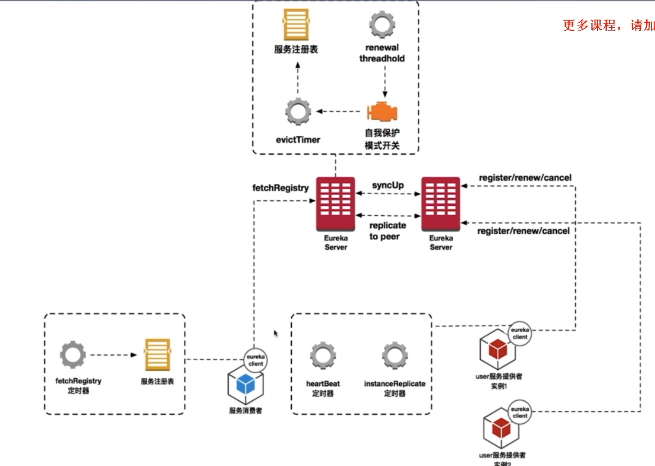 更多课程，请加
服务注册表
renewal
threadhold
evictTimer
自我保护
模式开关
fetchRegistry
syncUp
replicate
to peer
Eureka
Server
Eureka
Server
register/renew/cancel
register/renew/cancel
fetchRegistry
定时器
服务注册表
eureka
client
服务消费者
heartBeat
定时器
instanceReplicate
定时器
eureka
client
user服务提供者
实例1
eureka
client
user服务提供者
实例2